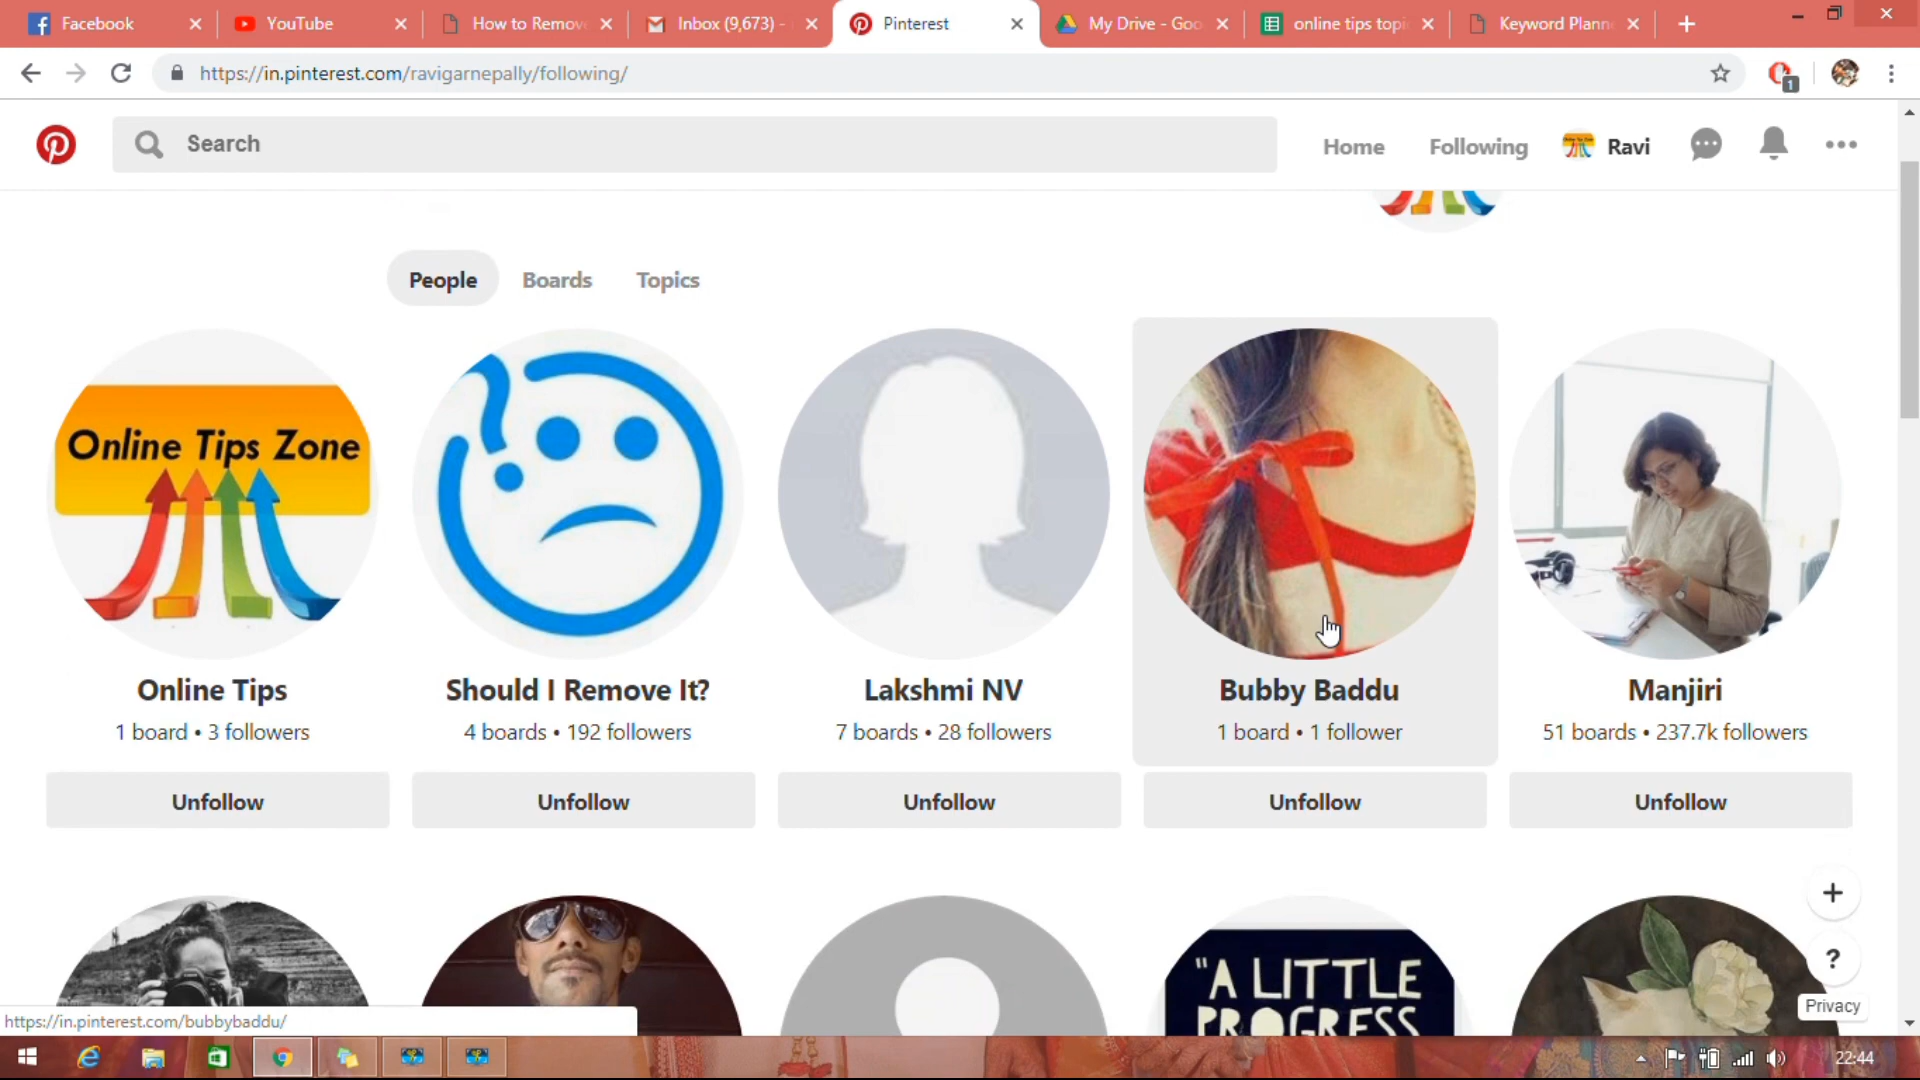 Facebook
YouTube
How to Remov
Inbox (9,673) -
Pinterest
My Drive - Goo
online tips topi
Keyword Plann
https://in.pinterest.com/ravigarnepally/following/
1
Search
Home
Following
Ravi
People
Boards
Topics
Online Tips Zone
Online Tips
Should I Remove It?
Lakshmi NV
Bubby Baddu
Manjiri
1 board • 3 followers
4 boards • 192 followers
7 boards • 28 followers
1 board • 1 follower
51 boards • 237.7k followers
Unfollow
Unfollow
Unfollow
Unfollow
Unfollow
"A LITTLE
PROGRESS
+
?
Privacy
https://in.pinterest.com/bubbybaddu/
22:44